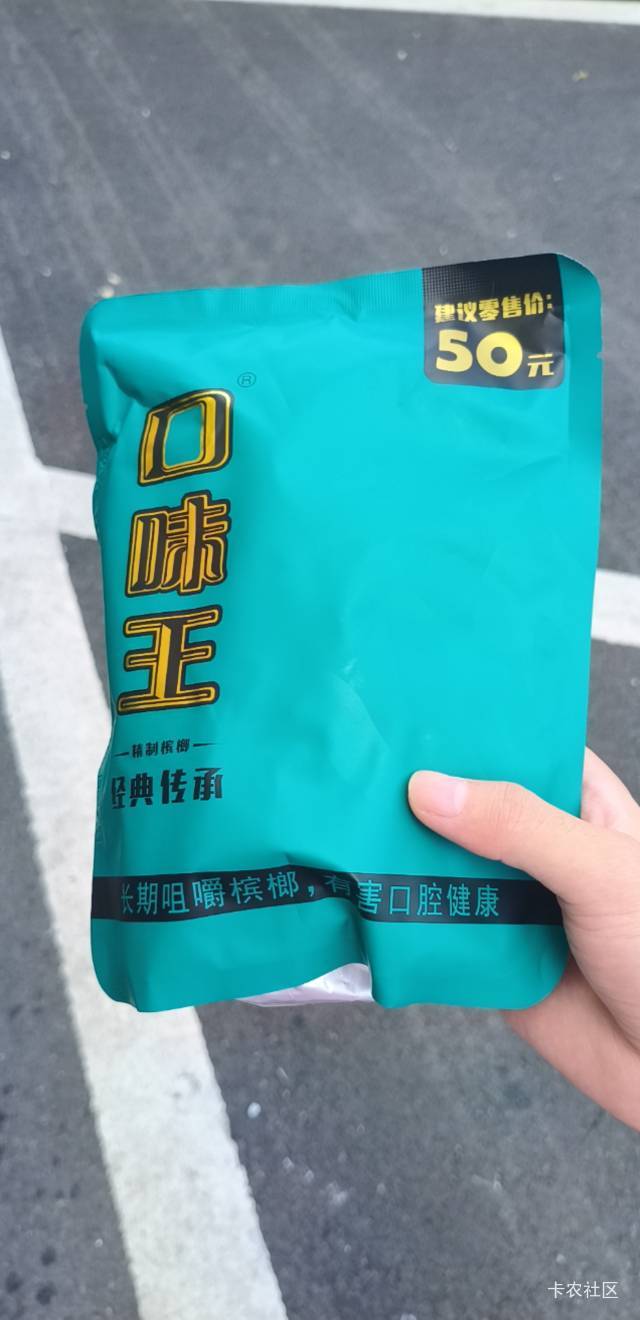 建议零售价:
50元
口味王®
精制槟榔
经典传承
长期咀嚼槟榔，有害口腔健康
卡农社区